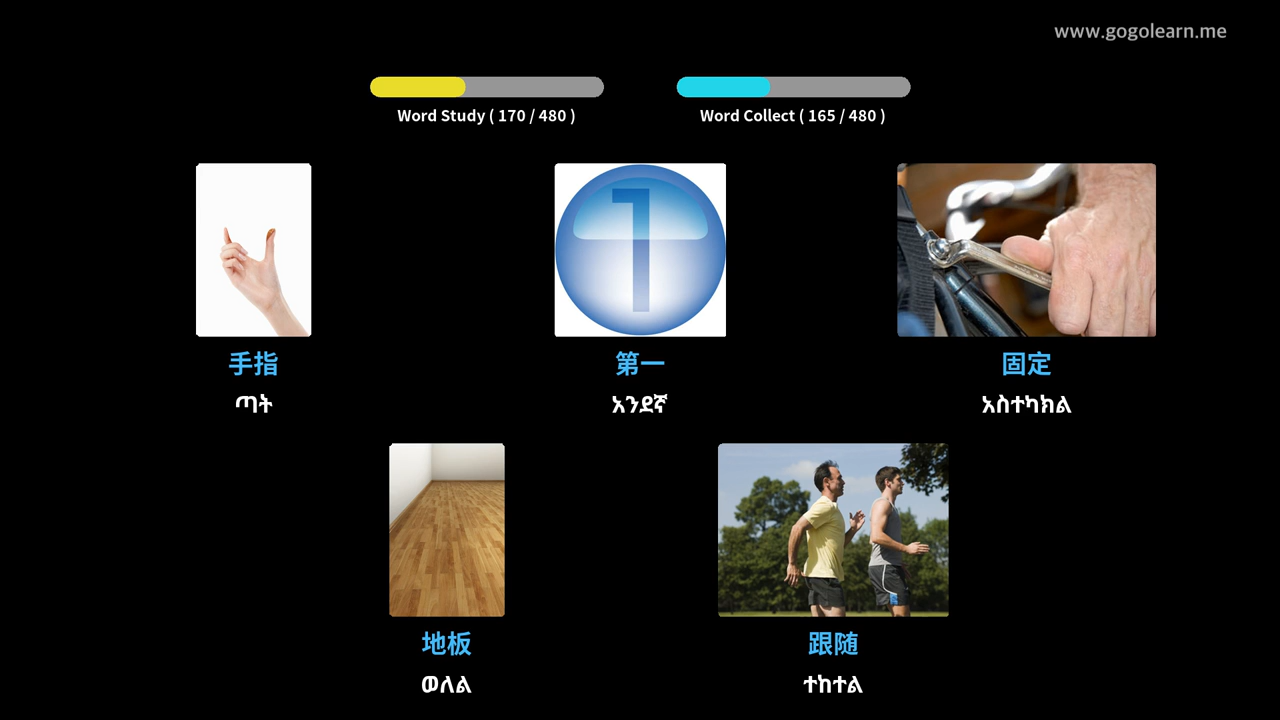 www.gogolearn.me
Word Study ( 170 / 480 )
Word Collect ( 165 / 480 )
1
手指
ጣት
第一
አንደኛ
固定
አስተካክል
地板
ወለል
跟随
ተከተል